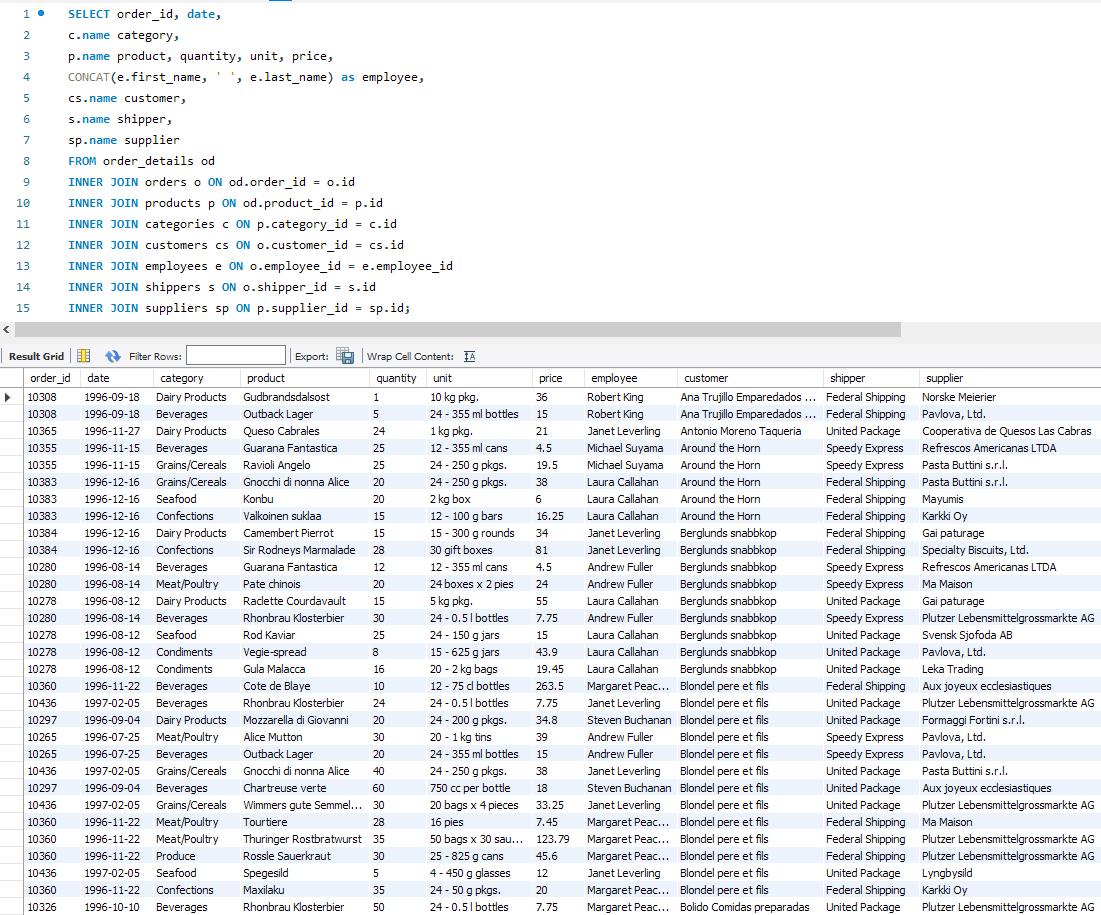 1 SELECT order_id, date,
2 c.name category,
3 p.name product, quantity, unit, price,
4 CONCAT(e.first_name, ' ', e.last_name) as employee,
5 cs.name customer,
6 s.name shipper,
7 sp.name supplier
8 FROM order_details od
9 INNER JOIN orders o ON od.order_id = o.id
10 INNER JOIN products p ON od.product_id = p.id
11 INNER JOIN categories c ON p.category_id = c.id
12 INNER JOIN customers cs ON o.customer_id = cs.id
13 INNER JOIN employees e ON o.employee_id = e.employee_id
14 INNER JOIN shippers s ON o.shipper_id = s.id
15 INNER JOIN suppliers sp ON p.supplier_id = sp.id;
Result Grid Filter Rows: Export: Wrap Cell Content: IA
order_id date category product quantity unit price employee customer shipper supplier
10308 1996-09-18 Dairy Products Gudbrandsdalsost 1 10 kg pkg. 36 Robert King Ana Trujillo Emparedados ... Federal Shipping Norske Meierier
10308 1996-09-18 Beverages Outback Lager 5 24 - 355 ml bottles 15 Robert King Ana Trujillo Emparedados ... Federal Shipping Pavlova, Ltd.
10365 1996-11-27 Dairy Products Queso Cabrales 24 1 kg pkg. 21 Janet Leverling Antonio Moreno Taqueria United Package Cooperativa de Quesos Las Cabras
10355 1996-11-15 Beverages Guarana Fantastica 25 12 - 355 ml cans 4.5 Michael Suyama Around the Horn Speedy Express Refrescos Americanas LTDA
10355 1996-11-15 Grains/Cereals Ravioli Angelo 25 24 - 250 g pkgs. 19.5 Michael Suyama Around the Horn Speedy Express Pasta Buttini s.r.l.
10383 1996-12-16 Grains/Cereals Gnocchi di nonna Alice 20 24 - 250 g pkgs. 38 Laura Callahan Around the Horn Federal Shipping Pasta Buttini s.r.l.
10383 1996-12-16 Seafood Konbu 20 2 kg box 6 Laura Callahan Around the Horn Federal Shipping Mayumis
10383 1996-12-16 Confections Valkoinen suklaa 15 12 - 100 g bars 16.25 Laura Callahan Around the Horn Federal Shipping Karkki Oy
10384 1996-12-16 Dairy Products Camembert Pierrot 15 15 - 300 g rounds 34 Janet Leverling Berglunds snabbkop Federal Shipping Gai paturage
10384 1996-12-16 Confections Sir Rodneys Marmalade 28 30 gift boxes 81 Janet Leverling Berglunds snabbkop Federal Shipping Specialty Biscuits, Ltd.
10280 1996-08-14 Beverages Guarana Fantastica 12 12 - 355 ml cans 4.5 Andrew Fuller Berglunds snabbkop Speedy Express Refrescos Americanas LTDA
10280 1996-08-14 Meat/Poultry Pate chinois 20 24 boxes x 2 pies 24 Andrew Fuller Berglunds snabbkop Speedy Express Ma Maison
10278 1996-08-12 Dairy Products Raclette Courdavault 15 5 kg pkg. 55 Laura Callahan Berglunds snabbkop United Package Gai paturage
10280 1996-08-14 Beverages Rhonbrau Klosterbier 30 24 - 0.5 l bottles 7.75 Andrew Fuller Berglunds snabbkop Speedy Express Plutzer Lebensmittelgrossmarkte AG
10278 1996-08-12 Seafood Rod Kaviar 25 24 - 150 g jars 15 Laura Callahan Berglunds snabbkop United Package Svensk Sjofoda AB
10278 1996-08-12 Condiments Vegie-spread 8 15 - 625 g jars 43.9 Laura Callahan Berglunds snabbkop United Package Pavlova, Ltd.
10278 1996-08-12 Condiments Gula Malacca 16 20 - 2 kg bags 19.45 Laura Callahan Berglunds snabbkop United Package Leka Trading
10360 1996-11-22 Beverages Cote de Blaye 10 12 - 75 cl bottles 263.5 Margaret Peac... Blondel pere et fils Federal Shipping Aux joyeux ecclesiastiques
10436 1997-02-05 Beverages Rhonbrau Klosterbier 24 24 - 0.5 l bottles 7.75 Janet Leverling Blondel pere et fils United Package Plutzer Lebensmittelgrossmarkte AG
10297 1996-09-04 Dairy Products Mozzarella di Giovanni 20 24 - 200 g pkgs. 34.8 Steven Buchanan Blondel pere et fils United Package Formaggi Fortini s.r.l.
10265 1996-07-25 Meat/Poultry Alice Mutton 30 20 - 1 kg tins 39 Andrew Fuller Blondel pere et fils Speedy Express Pavlova, Ltd.
10265 1996-07-25 Beverages Outback Lager 20 24 - 355 ml bottles 15 Andrew Fuller Blondel pere et fils Speedy Express Pavlova, Ltd.
10436 1997-02-05 Grains/Cereals Gnocchi di nonna Alice 40 24 - 250 g pkgs. 38 Janet Leverling Blondel pere et fils United Package Pasta Buttini s.r.l.
10297 1996-09-04 Beverages Chartreuse verte 60 750 cc per bottle 18 Steven Buchanan Blondel pere et fils United Package Aux joyeux ecclesiastiques
10436 1997-02-05 Grains/Cereals Wimmers gute Semmel... 30 20 bags x 4 pieces 33.25 Janet Leverling Blondel pere et fils United Package Plutzer Lebensmittelgrossmarkte AG
10360 1996-11-22 Meat/Poultry Tourtiere 28 16 pies 7.45 Margaret Peac... Blondel pere et fils Federal Shipping Ma Maison
10360 1996-11-22 Meat/Poultry Thuringer Rostbratwurst 35 50 bags x 30 sau... 123.79 Margaret Peac... Blondel pere et fils Federal Shipping Plutzer Lebensmittelgrossmarkte AG
10360 1996-11-22 Produce Rossle Sauerkraut 30 25 - 825 g cans 45.6 Margaret Peac... Blondel pere et fils Federal Shipping Plutzer Lebensmittelgrossmarkte AG
10436 1997-02-05 Seafood Spegesild 5 4 - 450 g glasses 12 Janet Leverling Blondel pere et fils United Package Lyngbysild
10360 1996-11-22 Confections Maxilaku 35 24 - 50 g pkgs. 20 Margaret Peac... Blondel pere et fils Federal Shipping Karkki Oy
10326 1996-10-10 Beverages Rhonbrau Klosterbier 50 24 - 0.5 l bottles 7.75 Margaret Peac... Bolido Comidas preparadas United Package Plutzer Lebensmittelgrossmarkte AG